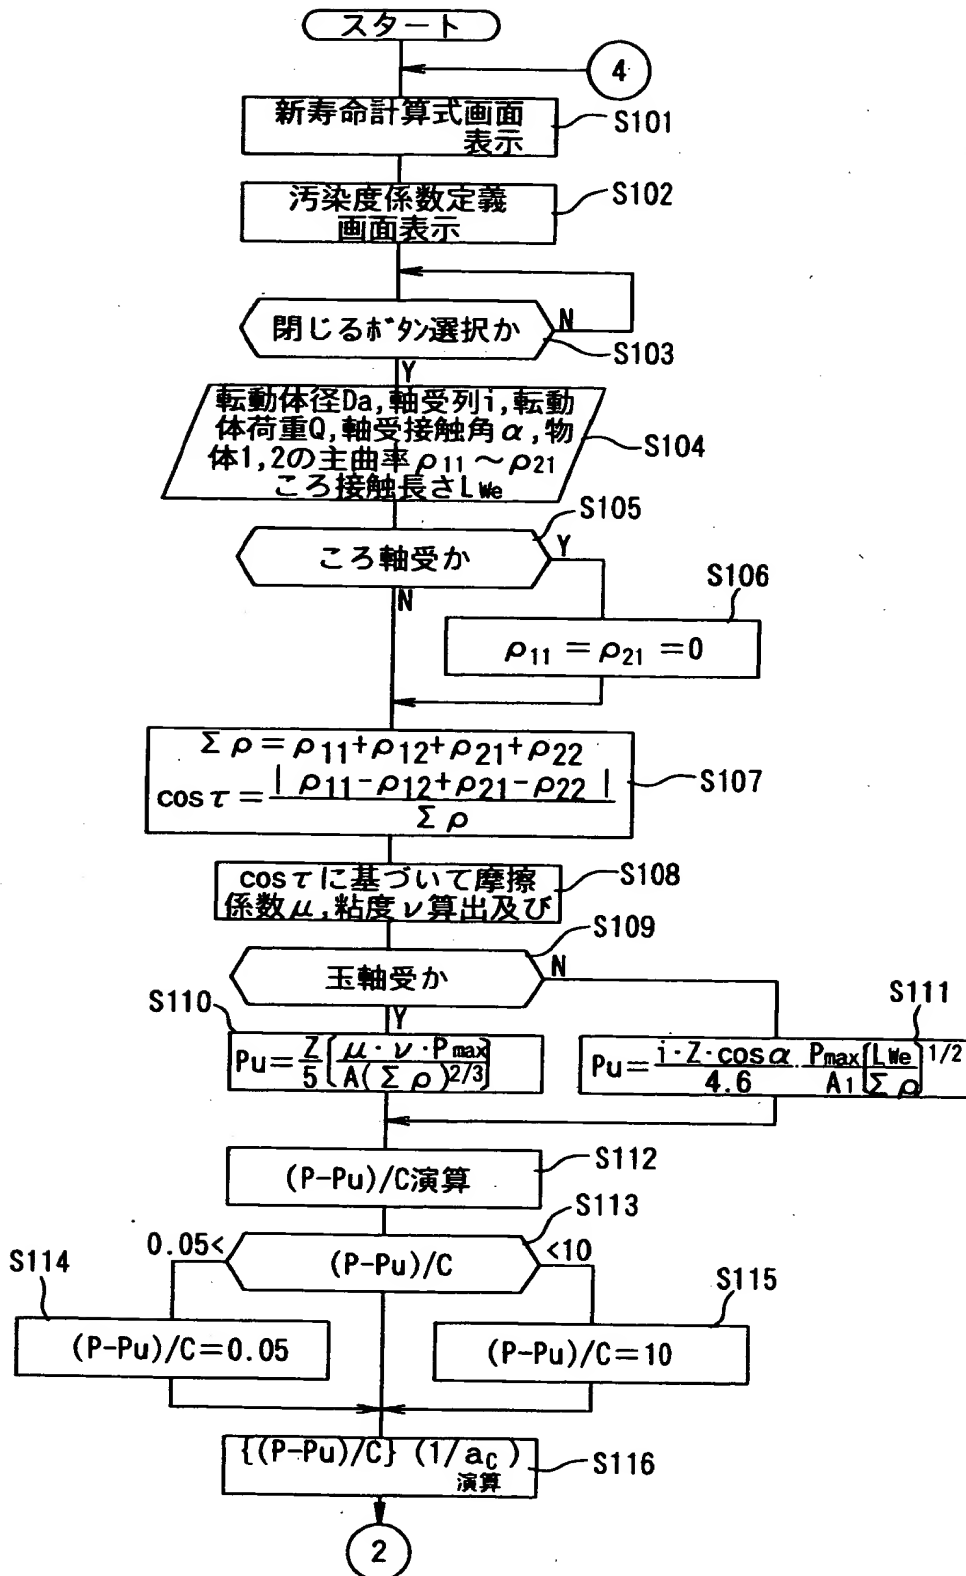 スタート
4
新寿命計算式画面
表示
S101
汚染度係数定義
画面表示
S102
閉じるボタン選択か
N
S103
Y
転動体径Da,軸受列i,転動
体荷重Q,軸受接触角α,物
体1,2の主曲率ρ11～ρ21
ころ接触長さLWe
S104
S105
ころ軸受か
Y
N
S106
ρ11＝ρ21＝0
Σρ＝ρ11+ρ12+ρ21+ρ22
cosτ＝|ρ11-ρ12+ρ21-ρ22|/Σρ
S107
cosτに基づいて摩擦
係数μ,粘度ν算出及び
S108
S109
玉軸受か
N
Y
S110
Pu＝Z/5[μ・ν・Pmax/A(Σρ)2/3]
S111
Pu＝i・Z・cosα/4.6・Pmax/A1[LWe/Σρ]1/2
(P-Pu)/C演算
S112
S113
0.05<
(P-Pu)/C
<10
S114
(P-Pu)/C＝0.05
S115
(P-Pu)/C＝10
{(P-Pu)/C}(1/aC)
演算
S116
2